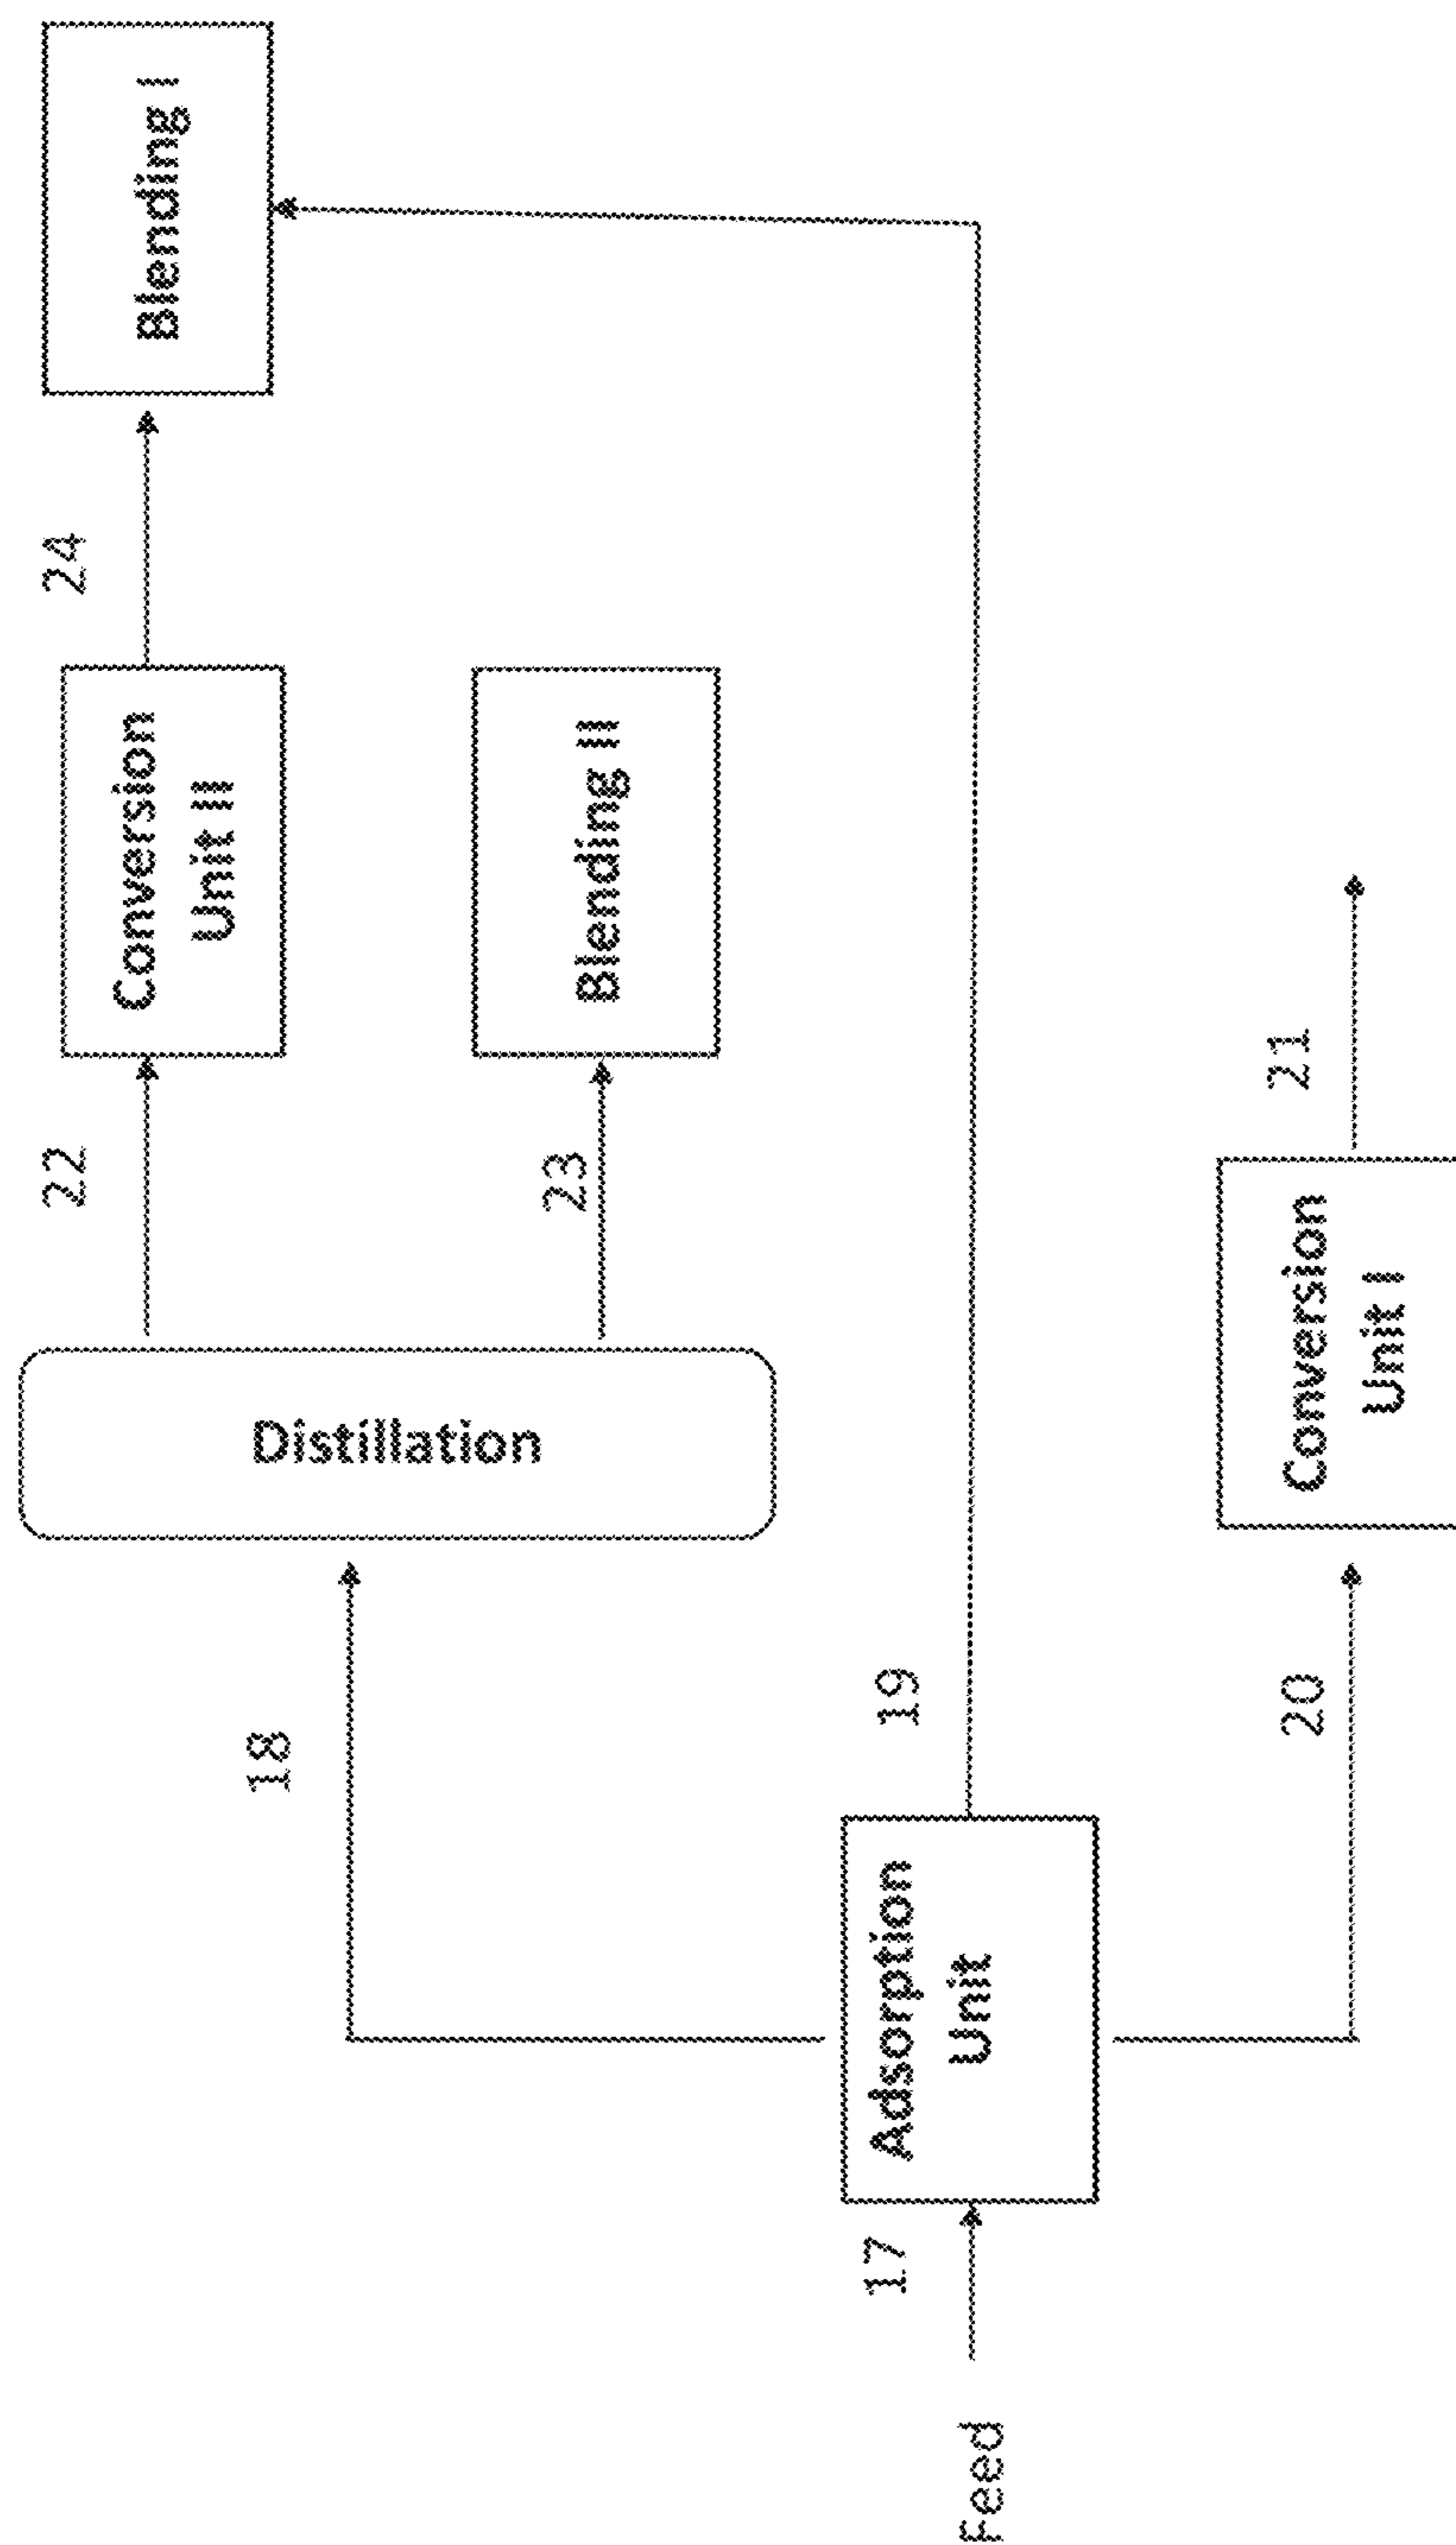 24
Blending I
22
Conversion
Unit II
18
Distillation
23
Blending II
19
Feed
17
Adsorption
Unit
20
Conversion
Unit I
21